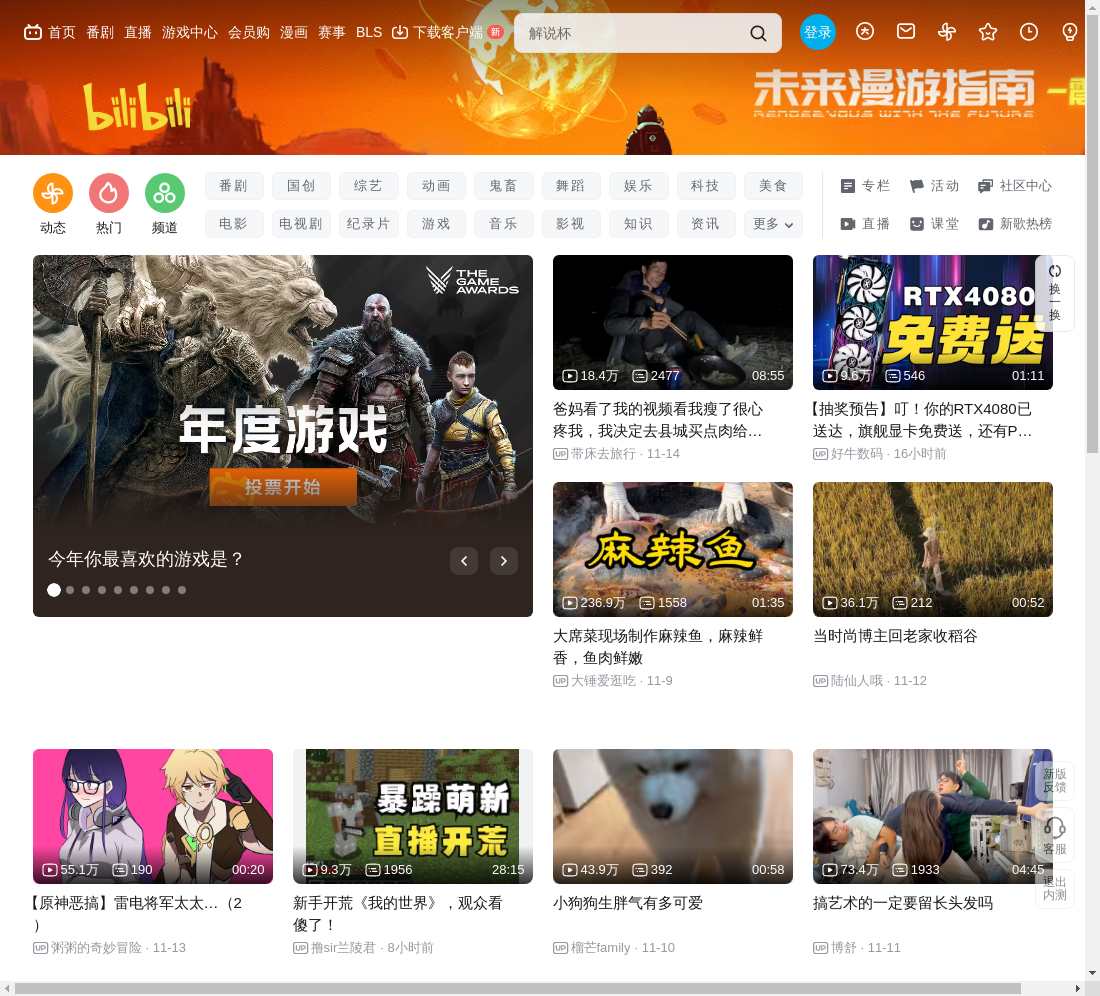 首页 番剧 直播 游戏中心 会员购 漫画 赛事 BLS 下载客户端 新 解说杯 登录
bilibili
未来漫游指南
RENDEZVOUS WITH THE FUTURE
动态 热门 频道
番剧 国创 综艺 动画 鬼畜 舞蹈 娱乐 科技 美食 专栏 活动 社区中心
电影 电视剧 纪录片 游戏 音乐 影视 知识 资讯 更多 直播 课堂 新歌热榜
THE
GAME
AWARDS
年度游戏
投票开始
今年你最喜欢的游戏是？
18.4万 2477 08:55
爸妈看了我的视频看我瘦了很心
疼我，我决定去县城买点肉给…
UP 带床去旅行 · 11-14
RTX4080
免费送
9.6万 546 01:11
【抽奖预告】叮！你的RTX4080已
送达，旗舰显卡免费送，还有P…
UP 好牛数码 · 16小时前
换
一
换
麻辣鱼
236.9万 1558 01:35
大席菜现场制作麻辣鱼，麻辣鲜
香，鱼肉鲜嫩
UP 大锤爱逛吃 · 11-9
36.1万 212 00:52
当时尚博主回老家收稻谷
UP 陆仙人哦 · 11-12
55.1万 190 00:20
【原神恶搞】雷电将军太太…（2
）
UP 粥粥的奇妙冒险 · 11-13
暴躁萌新
直播开荒
9.3万 1956 28:15
新手开荒《我的世界》，观众看
傻了！
UP 撸sir兰陵君 · 8小时前
43.9万 392 00:58
小狗狗生胖气有多可爱
UP 榴芒family · 11-10
73.4万 1933 04:45
搞艺术的一定要留长头发吗
UP 博舒 · 11-11
新版
反馈
客服
退出
内测